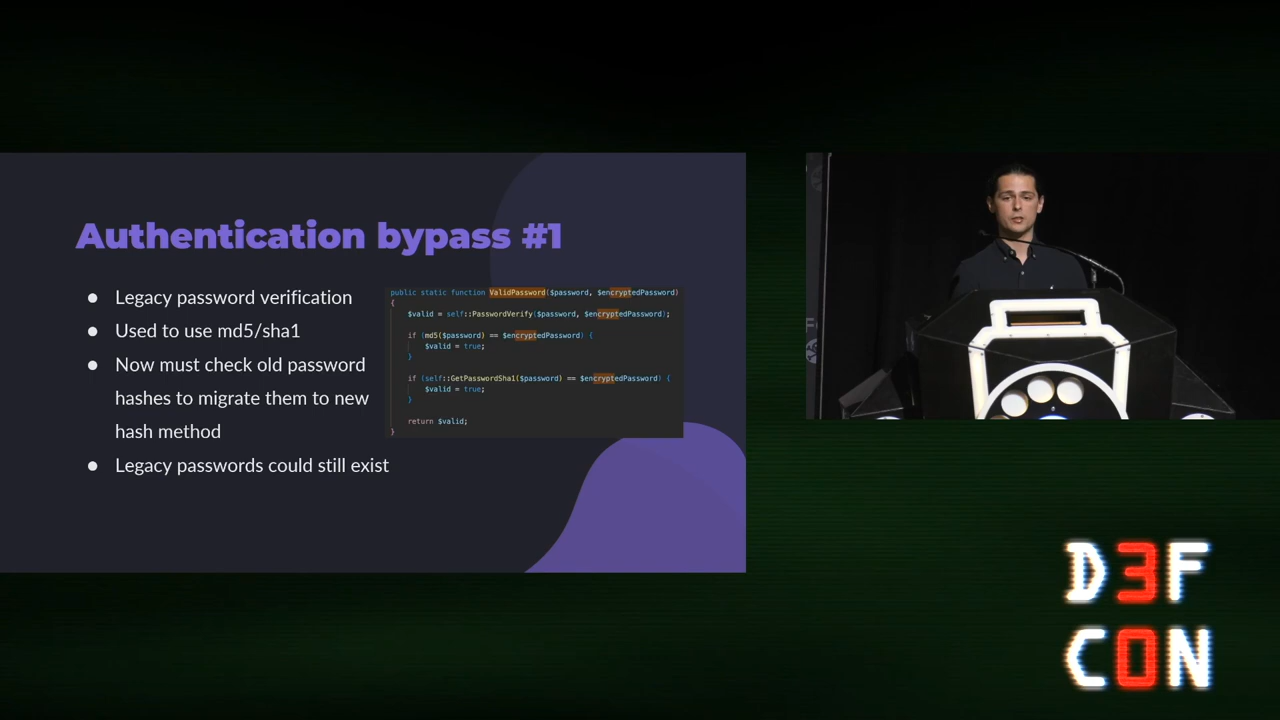 Authentication bypass #1
● Legacy password verification
● Used to use md5/sha1
● Now must check old password
hashes to migrate them to new
hash method
● Legacy passwords could still exist
public static function ValidPassword($password, $encryptedPassword)
{
$valid = self::PasswordVerify($password, $encryptedPassword);
if (md5($password) == $encryptedPassword) {
$valid = true;
}
if (self::GetPasswordSha1($password) == $encryptedPassword) {
$valid = true;
}
return $valid;
}
D3F
C0N